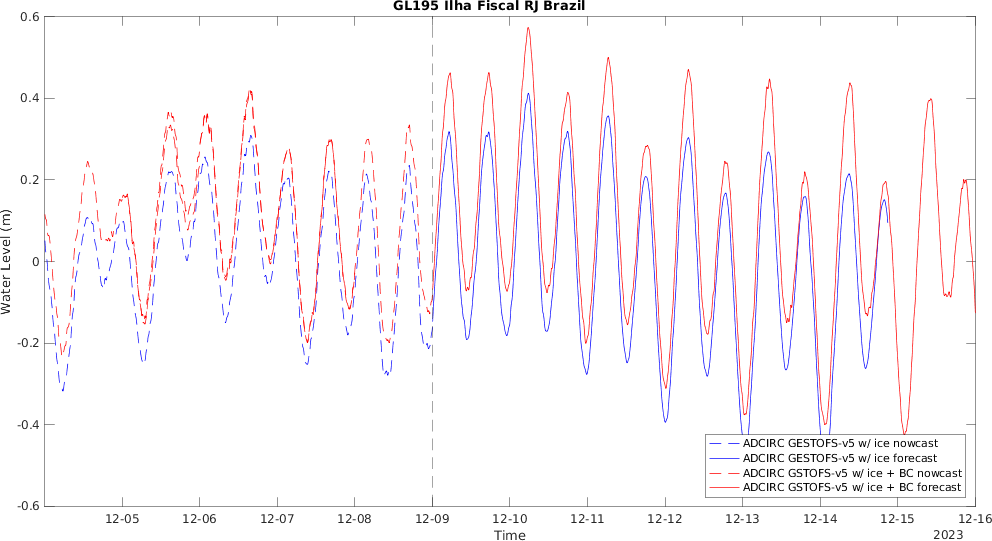 GL195 Ilha Fiscal RJ Brazil
Water Level (m)
0.6
0.4
0.2
0
-0.2
-0.4
-0.6
12-05
12-06
12-07
12-08
12-09
12-10
12-11
12-12
12-13
12-14
12-15
12-16
Time
2023
ADCIRC GESTOFS-v5 w/ ice nowcast
ADCIRC GESTOFS-v5 w/ ice forecast
ADCIRC GSTOFS-v5 w/ ice + BC nowcast
ADCIRC GSTOFS-v5 w/ ice + BC forecast